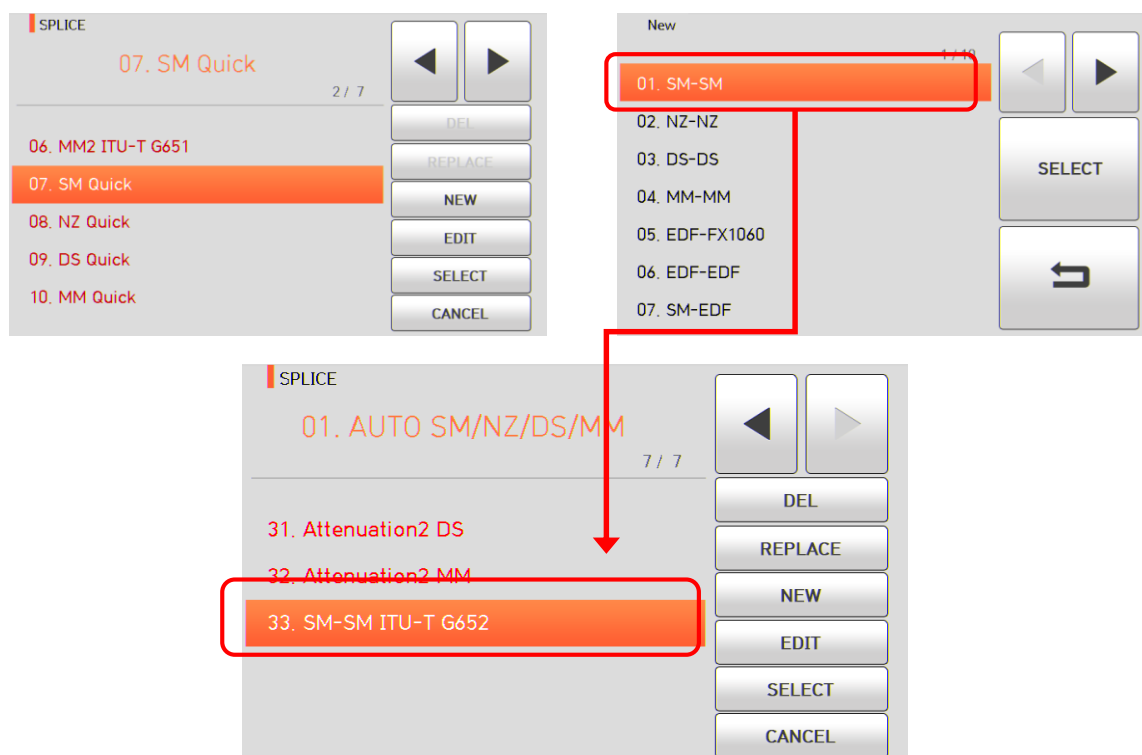 SPLICE
07. SM Quick
2 / 7
06. MM2 ITU-T G651
07. SM Quick
08. NZ Quick
09. DS Quick
10. MM Quick
DEL
REPLACE
NEW
EDIT
SELECT
CANCEL
New
1 / 19
01. SM-SM
02. NZ-NZ
03. DS-DS
04. MM-MM
05. EDF-FX1060
06. EDF-EDF
07. SM-EDF
SELECT
SPLICE
01. AUTO SM/NZ/DS/MM
7 / 7
31. Attenuation2 DS
32. Attenuation2 MM
33. SM-SM ITU-T G652
DEL
REPLACE
NEW
EDIT
SELECT
CANCEL